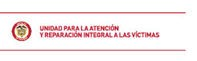 UNIDAD PARA LA ATENCIÓN
Y REPARACIÓN INTEGRAL A LAS VÍCTIMAS